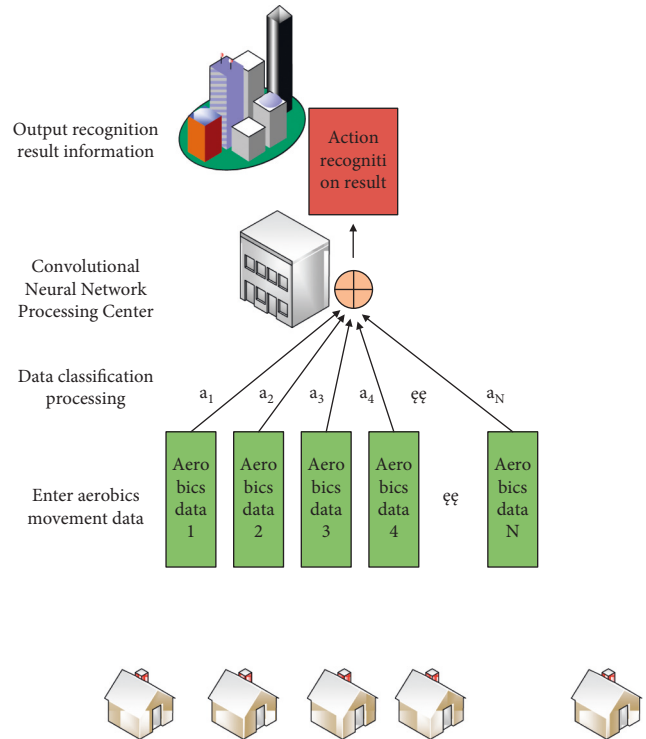 Output recognition
result information
Action
recogniti
on result
Convolutional
Neural Network
Processing Center
Data classification
processing
a1
a2
a3
a4
ęę
aN
Enter aerobics
movement data
Aero
bics
data
1
Aero
bics
data
2
Aero
bics
data
3
Aero
bics
data
4
ęę
Aero
bics
data
N